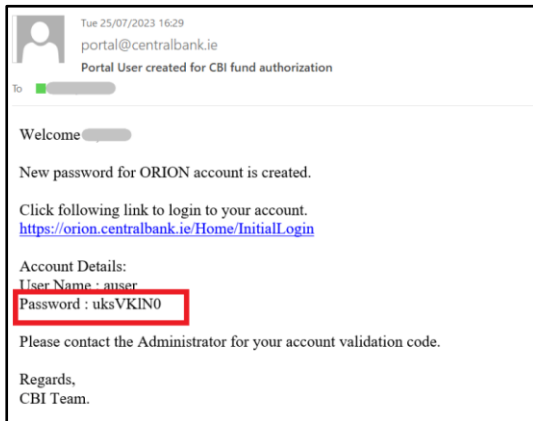 Tue 25/07/2023 16:29
portal@centralbank.ie
Portal User created for CBI fund authorization
To
Welcome
New password for ORION account is created.
Click following link to login to your account.
https://orion.centralbank.ie/Home/InitialLogin
Account Details:
User Name : auser
Password : uksVKlN0
Please contact the Administrator for your account validation code.
Regards,
CBI Team.